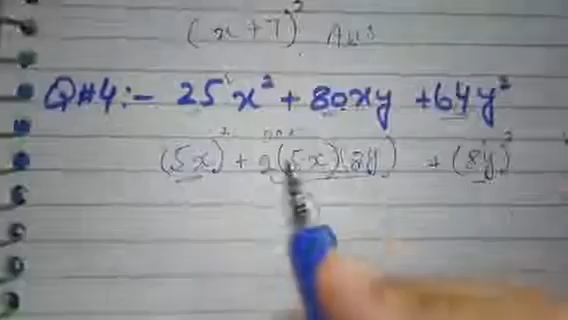 (x+7)² Ans
Q#4:- 25x² + 80xy + 64y²
(5x)² + 2(5x)(8y) + (8y)²